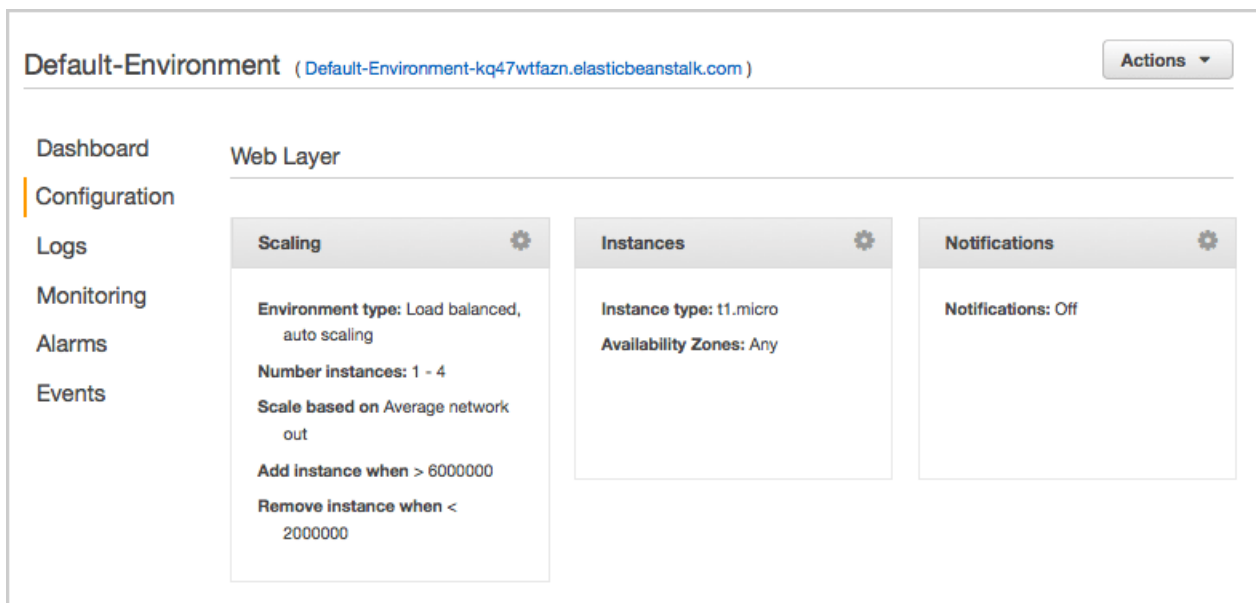 Default-Environment ( Default-Environment-kq47wtfazn.elasticbeanstalk.com )
Actions
Dashboard
Configuration
Logs
Monitoring
Alarms
Events
Web Layer
Scaling
Environment type: Load balanced,
auto scaling
Number instances: 1 - 4
Scale based on Average network
out
Add instance when > 6000000
Remove instance when <
2000000
Instances
Instance type: t1.micro
Availability Zones: Any
Notifications
Notifications: Off